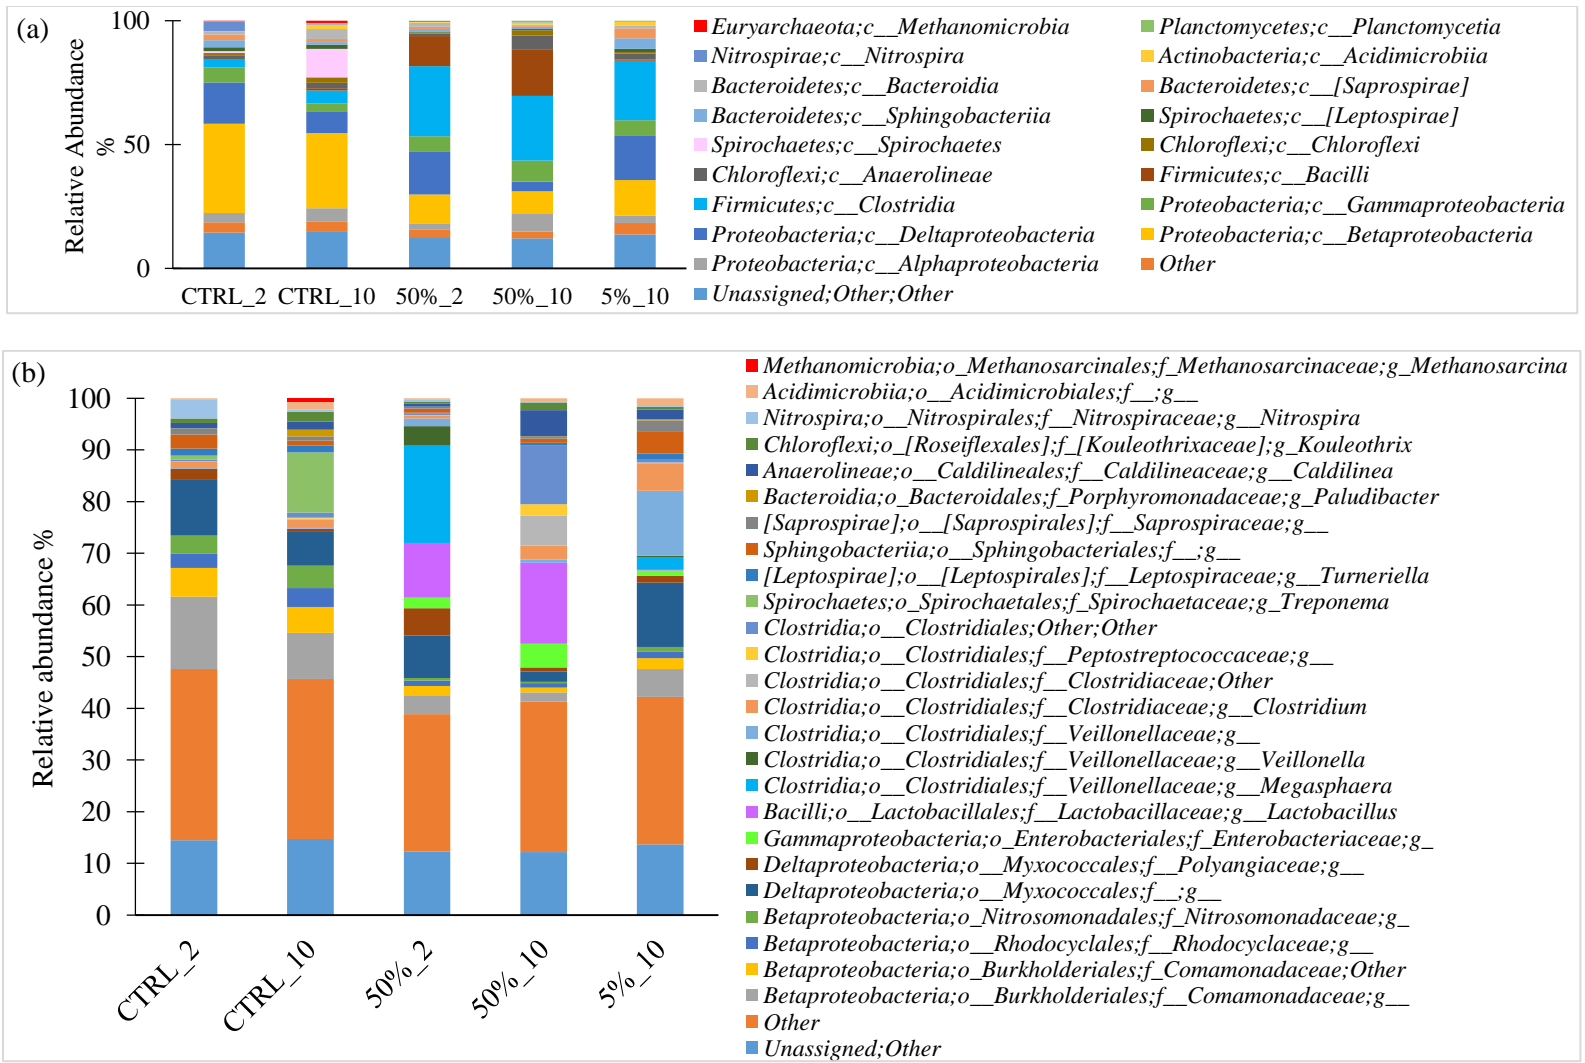 (a)
Relative Abundance
%
100
50
0
CTRL_2 CTRL_10 50%_2 50%_10 5%_10
Euryarchaeota;c__Methanomicrobia
Planctomycetes;c__Planctomycetia
Nitrospirae;c__Nitrospira
Actinobacteria;c__Acidimicrobiia
Bacteroidetes;c__Bacteroidia
Bacteroidetes;c__[Saprospirae]
Bacteroidetes;c__Sphingobacteriia
Spirochaetes;c__[Leptospirae]
Spirochaetes;c__Spirochaetes
Chloroflexi;c__Chloroflexi
Chloroflexi;c__Anaerolineae
Firmicutes;c__Bacilli
Firmicutes;c__Clostridia
Proteobacteria;c__Gammaproteobacteria
Proteobacteria;c__Deltaproteobacteria
Proteobacteria;c__Betaproteobacteria
Proteobacteria;c__Alphaproteobacteria
Other
Unassigned;Other;Other
(b)
Relative abundance %
100
90
80
70
60
50
40
30
20
10
0
CTRL_2 CTRL_10 50%_2 50%_10 5%_10
Methanomicrobia;o_Methanosarcinales;f_Methanosarcinaceae;g_Methanosarcina
Acidimicrobiia;o__Acidimicrobiales;f__;g__
Nitrospira;o__Nitrospirales;f__Nitrospiraceae;g__Nitrospira
Chloroflexi;o_[Roseiflexales];f_[Kouleothrixaceae];g_Kouleothrix
Anaerolineae;o__Caldilineales;f__Caldilineaceae;g__Caldilinea
Bacteroidia;o_Bacteroidales;f_Porphyromonadaceae;g_Paludibacter
[Saprospirae];o__[Saprospirales];f__Saprospiraceae;g__
Sphingobacteriia;o__Sphingobacteriales;f__;g__
[Leptospirae];o__[Leptospirales];f__Leptospiraceae;g__Turneriella
Spirochaetes;o_Spirochaetales;f_Spirochaetaceae;g_Treponema
Clostridia;o__Clostridiales;Other;Other
Clostridia;o__Clostridiales;f__Peptostreptococcaceae;g__
Clostridia;o__Clostridiales;f__Clostridiaceae;Other
Clostridia;o__Clostridiales;f__Clostridiaceae;g__Clostridium
Clostridia;o__Clostridiales;f__Veillonellaceae;g__
Clostridia;o__Clostridiales;f__Veillonellaceae;g__Veillonella
Clostridia;o__Clostridiales;f__Veillonellaceae;g__Megasphaera
Bacilli;o__Lactobacillales;f__Lactobacillaceae;g__Lactobacillus
Gammaproteobacteria;o_Enterobacteriales;f_Enterobacteriaceae;g_
Deltaproteobacteria;o__Myxococcales;f__Polyangiaceae;g__
Deltaproteobacteria;o__Myxococcales;f__;g__
Betaproteobacteria;o_Nitrosomonadales;f_Nitrosomonadaceae;g_
Betaproteobacteria;o__Rhodocyclales;f__Rhodocyclaceae;g__
Betaproteobacteria;o_Burkholderiales;f_Comamonadaceae;Other
Betaproteobacteria;o__Burkholderiales;f__Comamonadaceae;g__
Other
Unassigned;Other